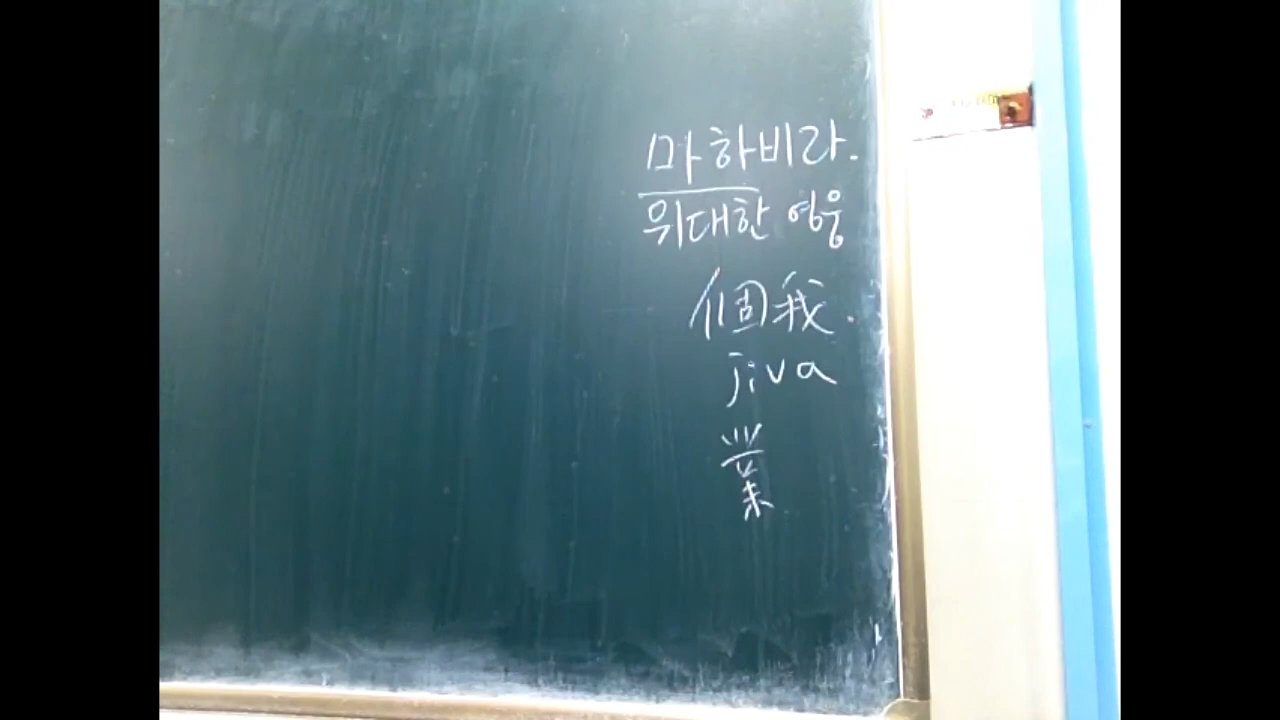 마하비라.
위대한 영웅
個我.
jiva
業